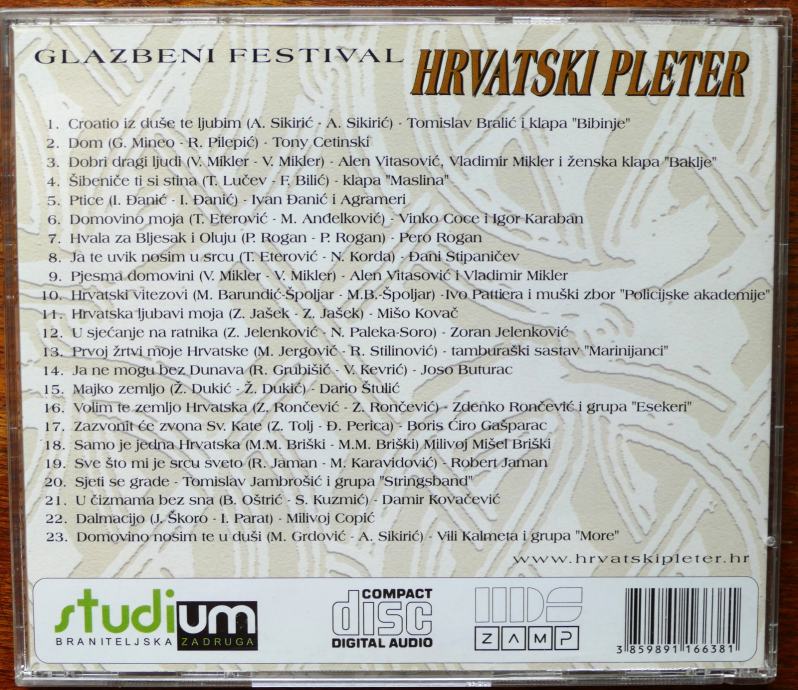 GLAZBENI FESTIVAL HRVATSKI PLETER
1. Croatio iz duše te ljubim (A. Sikirić - A. Sikirić) - Tomislav Bralić i klapa "Bibinje"
2. Dom (G. Mineo - R. Pilepić) - Tony Cetinski
3. Dobri dragi ljudi (V. Mikler - V. Mikler) - Alen Vitasović, Vladimir Mikler i ženska klapa "Baklje"
4. Šibeniče ti si stina (T. Lučev - F. Bilić) - klapa "Maslina"
5. Ptice (I. Đanić - I. Đanić) - Ivan Đanić i Agrameri
6. Domovino moja (T. Eterović - M. Anđelković) - Vinko Coce i Igor Karaban
7. Hvala za Bljesak i Oluju (P. Rogan - P. Rogan) - Pero Rogan
8. Ja te uvik nosim u srcu (T. Eterović - N. Korda) - Đani Stipaničev
9. Pjesma domovini (V. Mikler - V. Mikler) - Alen Vitasović i Vladimir Mikler
10. Hrvatski vitezovi (M. Barundić-Špoljar - M.B.-Špoljar) -Ivo Pattiera i muški zbor "Policijske akademije"
11. Hrvatska ljubavi moja (Z. Jašek - Z. Jašek) - Mišo Kovač
12. U sjećanje na ratnika (Z. Jelenković - N. Paleka-Soro) - Zoran Jelenković
13. Prvoj žrtvi moje Hrvatske (M. Jergovič - R. Stilinović) - tamburaški sastav "Marinijanci"
14. Ja ne mogu bez Dunava (R. Grubišič - V. Kevrić) - Joso Buturac
15. Majko zemljo (Ž. Dukić - Ž. Dukić) - Dario Štulić
16. Volim te zemljo Hrvatska (Z. Rončević - Z. Rončević) - Zdenko Rončević i grupa "Esekeri"
17. Zazvonit će zvona Sv. Kate (Z. Tolj - Đ. Perica) - Boris Ćiro Gašparac
18. Samo je jedna Hrvatska (M.M. Briški - M.M. Briški) Milivoj Mišel Briški
19. Sve što mi je srcu sveto (R. Jaman - M. Karavidović) - Robert Jaman
20. Sjeti se grade - Tomislav Jambrošić i grupa "Stringsband"
21. U čizmama bez sna (B. Oštrić - S. Kuzmić) - Damir Kovačević
22. Dalmacijo (J. Škoro - I. Parat) - Milivoj Copić
23. Domovino nosim te u duši (M. Grdović - A. Sikirić) - Vili Kalmeta i grupa "More"
www.hrvatskipleter.hr
studium
BRANITELJSKA ZADRUGA
COMPACT
disc
DIGITAL AUDIO
HDS
ZAMP
3 859891 166381